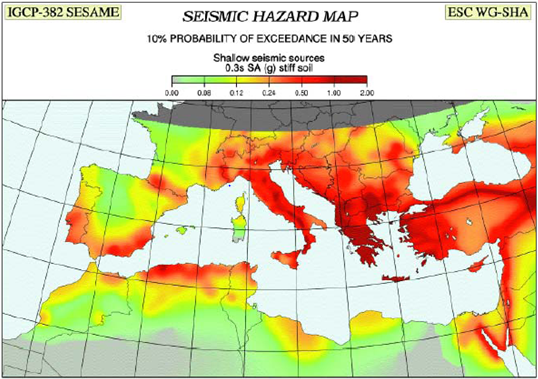 IGCP-382 SESAME
SEISMIC HAZARD MAP
ESC WG-SHA
10% PROBABILITY OF EXCEEDANCE IN 50 YEARS
Shallow seismic sources
0.3s SA (g) stiff soil
0.00 0.06 0.12 0.24 0.50 1.00 2.00